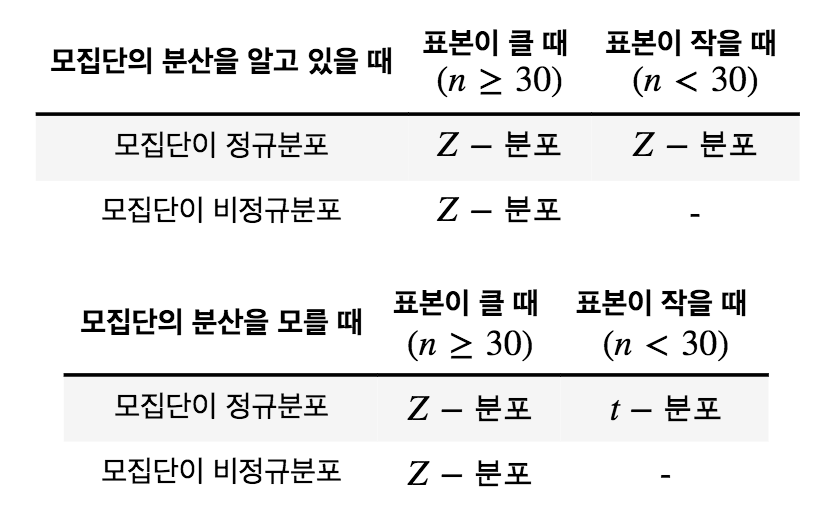 모집단의 분산을 알고 있을 때 표본이 클 때 표본이 작을 때
(n ≥ 30) (n < 30)
모집단이 정규분포 Z − 분포 Z − 분포
모집단이 비정규분포 Z − 분포 -
모집단의 분산을 모를 때 표본이 클 때 표본이 작을 때
(n ≥ 30) (n < 30)
모집단이 정규분포 Z − 분포 t − 분포
모집단이 비정규분포 Z − 분포 -